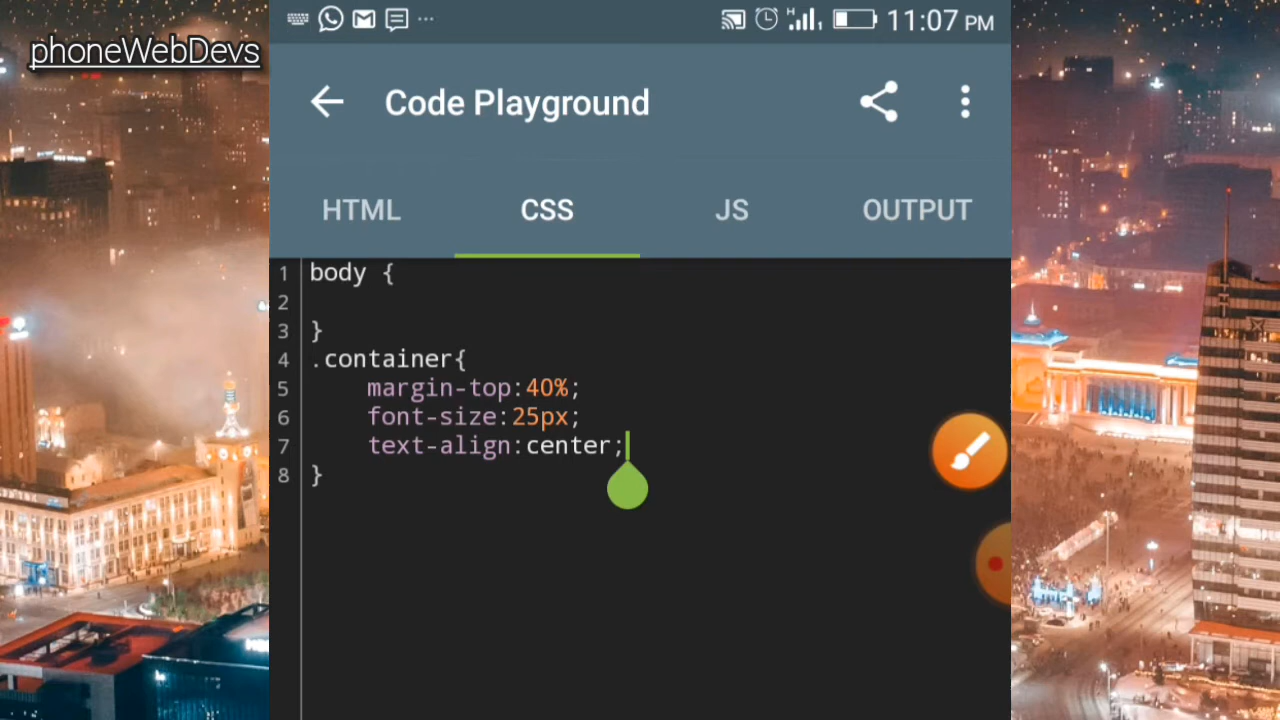 phoneWebDevs
H
11:07 PM
Code Playground
HTML CSS JS OUTPUT
1 body {
2
3 }
4 .container{
5 margin-top:40%;
6 font-size:25px;
7 text-align:center;
8 }